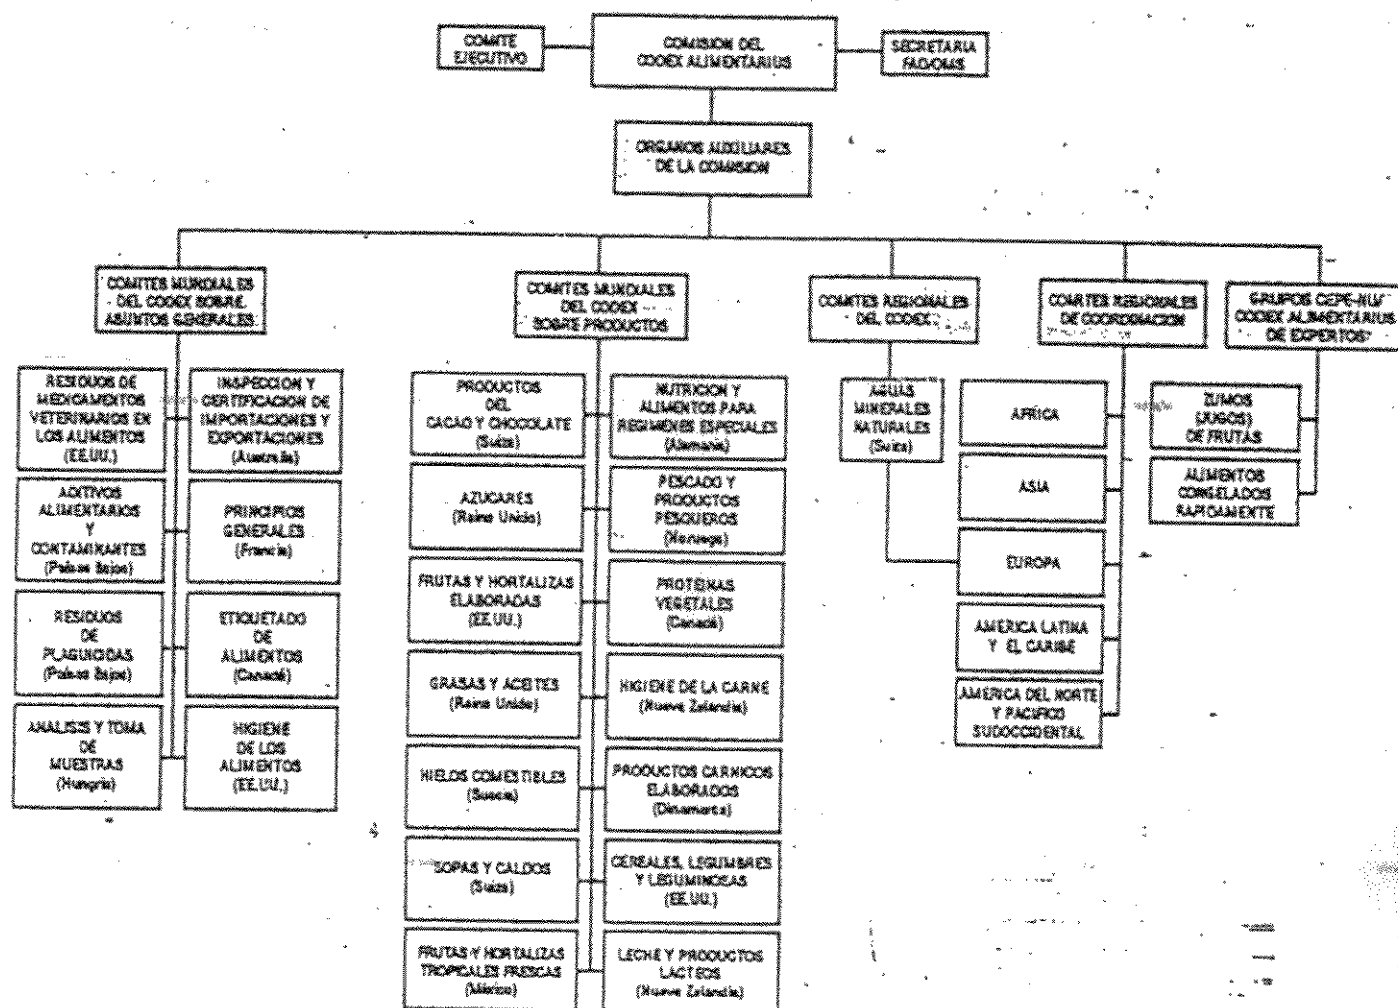 COMITE
EJECUTIVO
COMISION DEL
CODEX ALIMENTARIUS
SECRETARIA
FAO/OMS
ORGANOS AUXILIARES
DE LA COMISION
COMITES MUNDIALES
DEL CODEX SOBRE
ASUNTOS GENERALES
COMITES MUNDIALES
DEL CODEX
SOBRE PRODUCTOS
COMITES REGIONALES
DEL CODEX
COMITES REGIONALES
DE COORDINACION
GRUPOS CEPE-NU/
CODEX ALIMENTARIUS
DE EXPERTOS
RESIDUOS DE
MEDICAMENTOS
VETERINARIOS EN
LOS ALIMENTOS
(EE.UU.)
INSPECCION Y
CERTIFICACION DE
IMPORTACIONES Y
EXPORTACIONES
(Australia)
ADITIVOS
ALIMENTARIOS
Y
CONTAMINANTES
(Países Bajos)
PRINCIPIOS
GENERALES
(Francia)
RESIDUOS
DE
PLAGUICIDAS
(Países Bajos)
ETIQUETADO
DE
ALIMENTOS
(Canadá)
ANALISIS Y TOMA
DE
MUESTRAS
(Hungría)
HIGIENE
DE LOS
ALIMENTOS
(EE.UU.)
PRODUCTOS
DEL
CACAO Y CHOCOLATE
(Suiza)
NUTRICION Y
ALIMENTOS PARA
REGIMENES ESPECIALES
(Alemania)
AZUCARES
(Reino Unido)
PESCADO Y
PRODUCTOS
PESQUEROS
(Noruega)
FRUTAS Y HORTALIZAS
ELABORADAS
(EE.UU.)
PROTEINAS
VEGETALES
(Canadá)
GRASAS Y ACEITES
(Reino Unido)
HIGIENE DE LA CARNE
(Nueva Zelandia)
HIELOS COMESTIBLES
(Suecia)
PRODUCTOS CARNICOS
ELABORADOS
(Dinamarca)
SOPAS Y CALDOS
(Suiza)
CEREALES, LEGUMBRES
Y LEGUMINOSAS
(EE.UU.)
FRUTAS Y HORTALIZAS
TROPICALES FRESCAS
(México)
LECHE Y PRODUCTOS
LACTEOS
(Nueva Zelandia)
AGUAS
MINERALES
NATURALES
(Suiza)
AFRICA
ASIA
EUROPA
AMERICA LATINA
Y EL CARIBE
AMERICA DEL NORTE
Y PACIFICO
SUDOCCIDENTAL
ZUMOS
(JUGOS)
DE FRUTAS
ALIMENTOS
CONGELADOS
RAPIDAMENTE